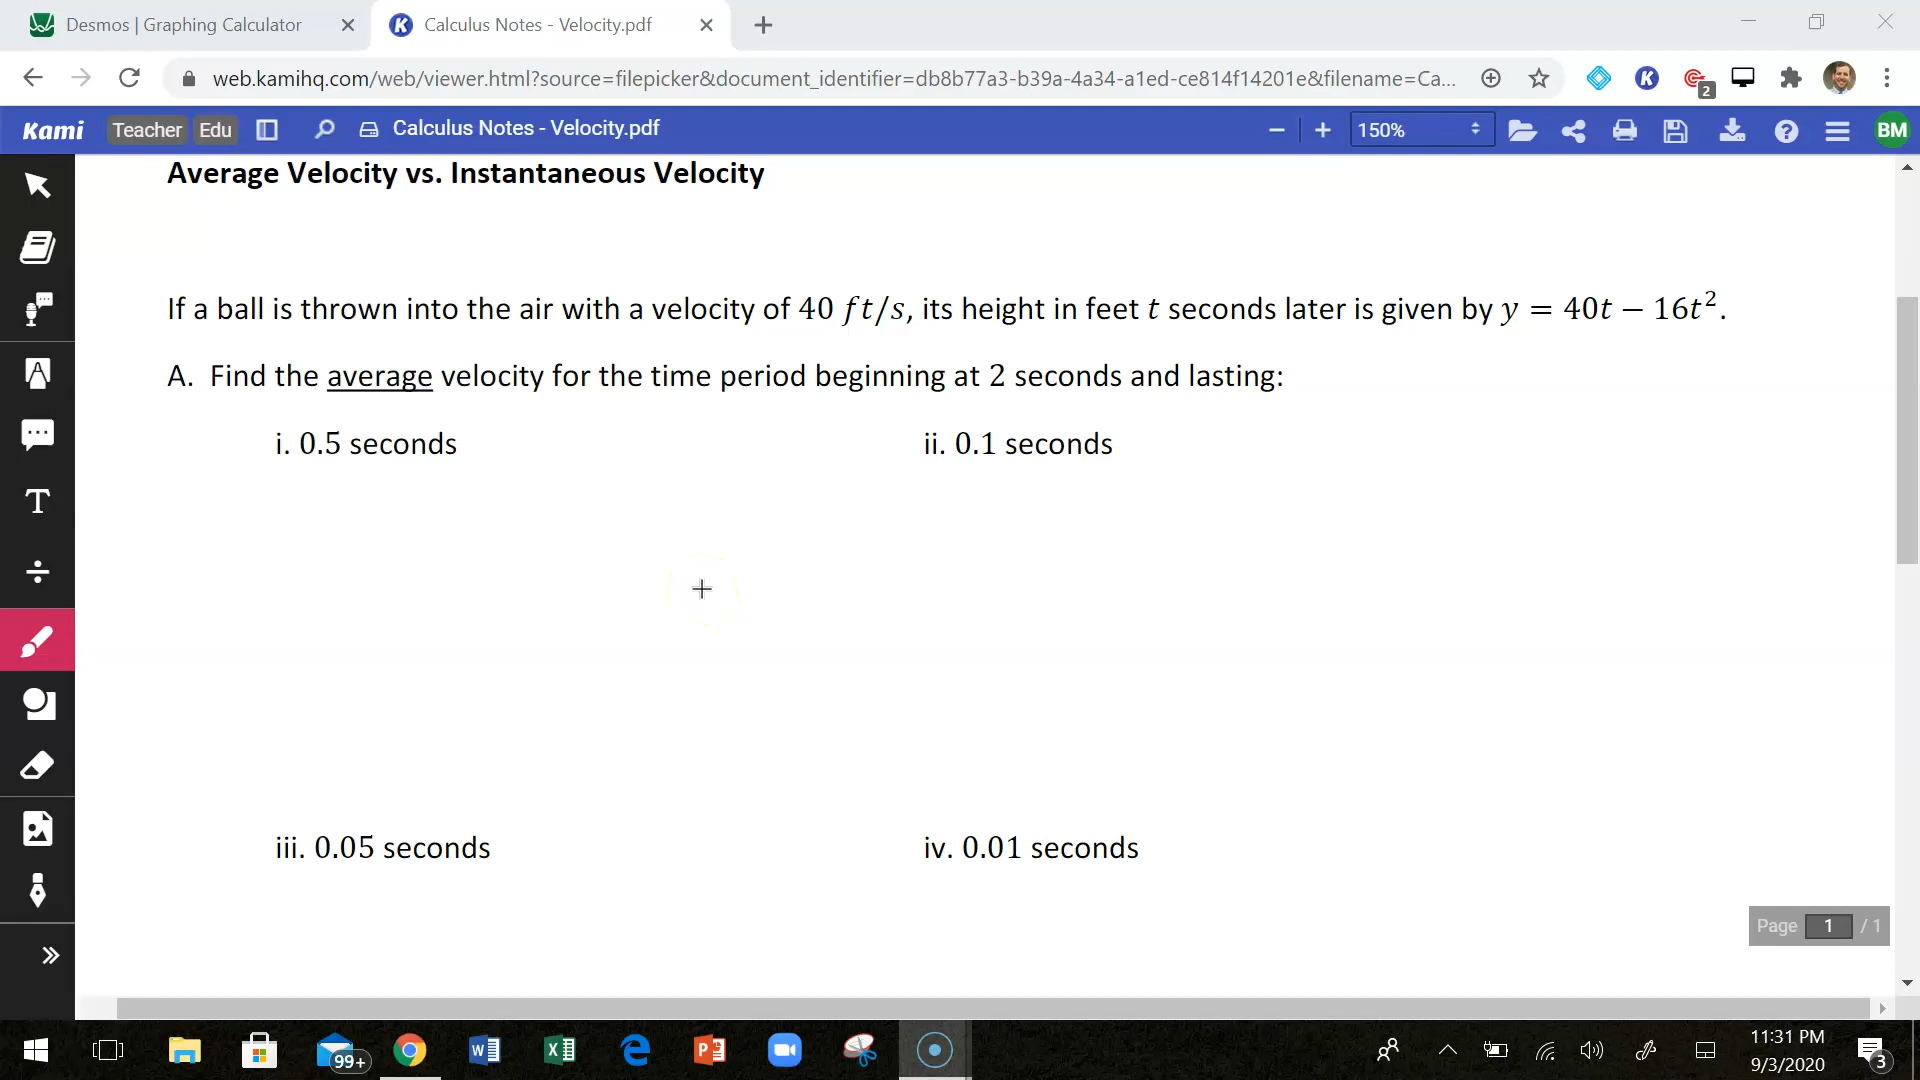 Desmos | Graphing Calculator
Calculus Notes - Velocity.pdf
web.kamihq.com/web/viewer.html?source=filepicker&document_identifier=db8b77a3-b39a-4a34-a1ed-ce814f14201e&filename=Ca...
2
Kami Teacher Edu Calculus Notes - Velocity.pdf 150% BM
Average Velocity vs. Instantaneous Velocity
If a ball is thrown into the air with a velocity of 40 ft/s, its height in feet t seconds later is given by y = 40t − 16t².
A. Find the average velocity for the time period beginning at 2 seconds and lasting:
i. 0.5 seconds
ii. 0.1 seconds
iii. 0.05 seconds
iv. 0.01 seconds
Page 1 / 1
99+
11:31 PM
9/3/2020
3